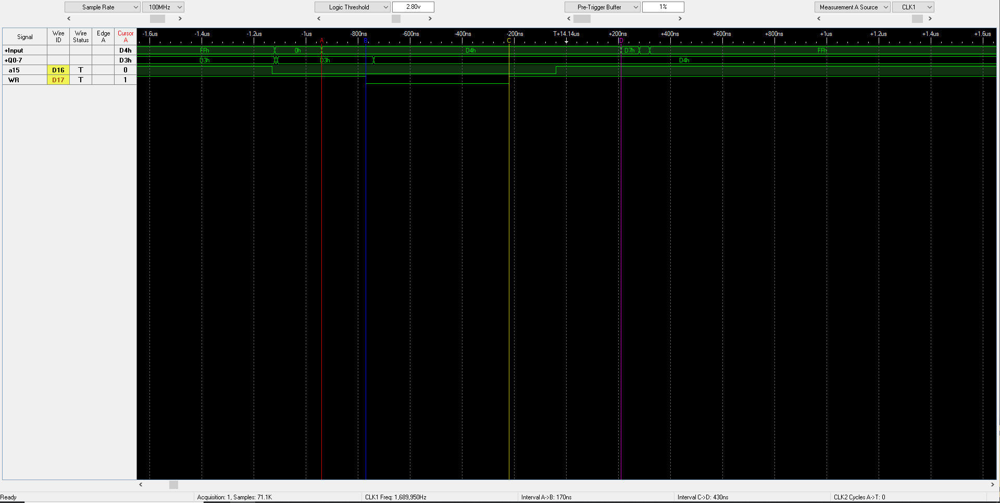 Sample Rate 100MHz Logic Threshold 2.80v Pre-Trigger Buffer 1% Measurement A Source CLK1
Signal Wire ID Wire Status Edge A Cursor A
-1.6us -1.4us -1.2us -1us -800ns -600ns -400ns -200ns T+14.14us +200ns +400ns +600ns +800ns +1us +1.2us +1.4us +1.6us
A B C D
+Input D4h FFh 0h D4h D7h FFh
+Q0-7 D3h D3h D3h D4h
a15 D16 T 0
WR D17 T 1
Ready Acquisition: 1, Samples: 71.1K CLK1 Freq: 1,689,950Hz Interval A->B: 170ns Interval C->D: 430ns CLK2 Cycles A->T: 0